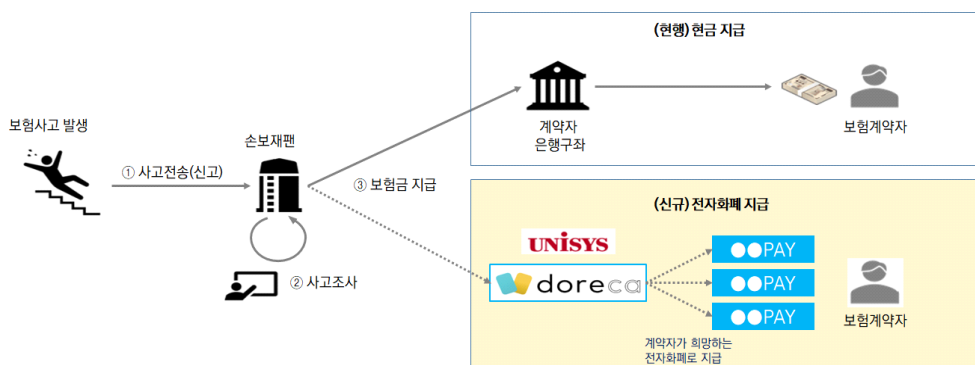 (현행) 현금 지급
보험사고 발생
손보재팬
계약자
은행구좌
보험계약자
① 사고전송(신고)
③ 보험금 지급
② 사고조사
(신규) 전자화폐 지급
UNISYS
doreca
●●PAY
●●PAY
●●PAY
보험계약자
계약자가 희망하는
전자화폐로 지급